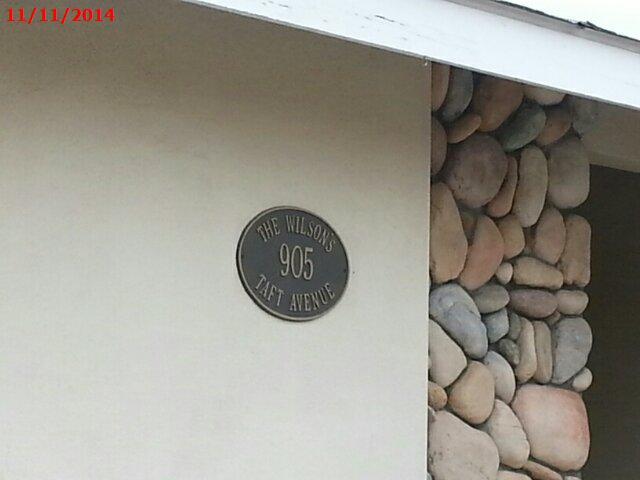 11/11/2014
THE WILSON'S
905
TAFT AVENUE